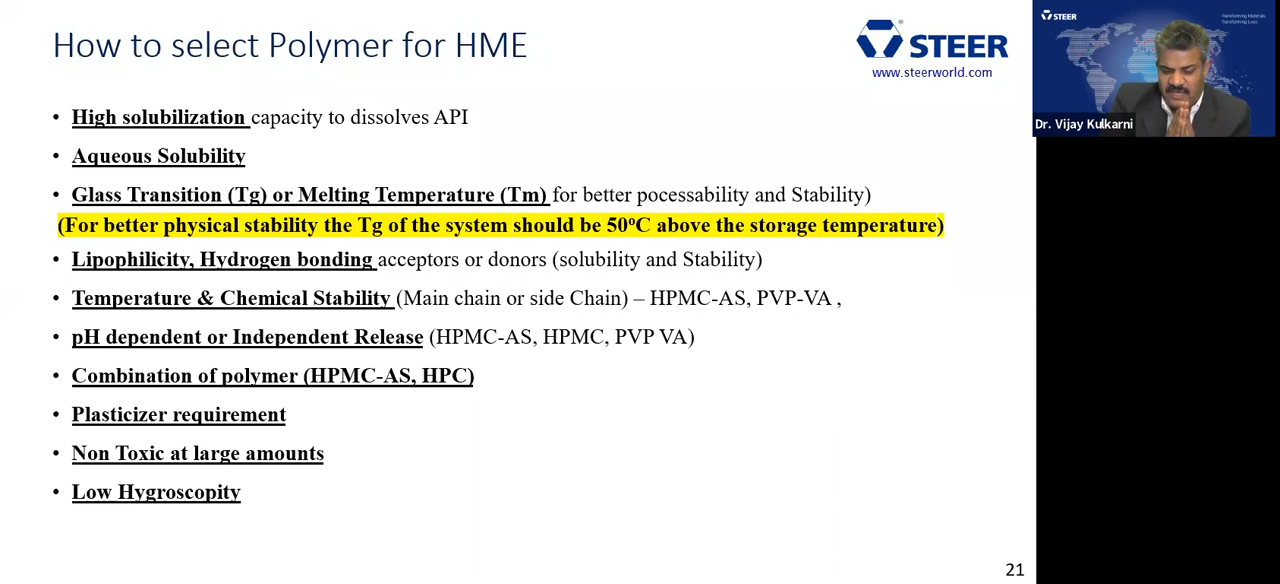 How to select Polymer for HME
STEER
www.steerworld.com
• High solubilization capacity to dissolves API
• Aqueous Solubility
• Glass Transition (Tg) or Melting Temperature (Tm) for better pocessability and Stability)
(For better physical stability the Tg of the system should be 50°C above the storage temperature)
• Lipophilicity, Hydrogen bonding acceptors or donors (solubility and Stability)
• Temperature & Chemical Stability (Main chain or side Chain) – HPMC-AS, PVP-VA ,
• pH dependent or Independent Release (HPMC-AS, HPMC, PVP VA)
• Combination of polymer (HPMC-AS, HPC)
• Plasticizer requirement
• Non Toxic at large amounts
• Low Hygroscopity
21
STEER
Transforming Materials
Transforming Lives
Dr. Vijay Kulkarni